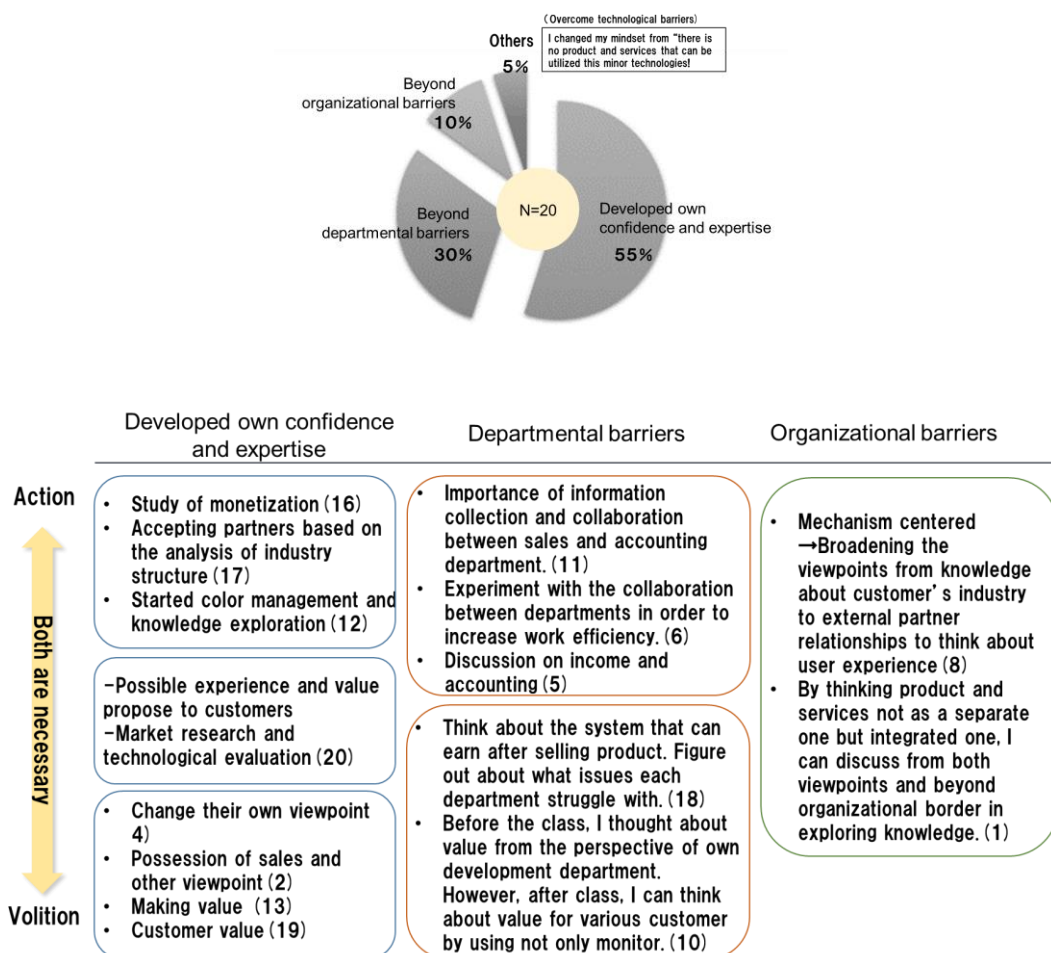 (Overcome technological barriers)
I changed my mindset from "there is
no product and services that can be
utilized this minor technologies!
Others
5%
Beyond
organizational barriers
10%
Beyond
departmental barriers
30%
N=20
Developed own
confidence and expertise
55%
Developed own confidence
and expertise
Departmental barriers
Organizational barriers
Action
Both are necessary
Volition
• Study of monetization (16)
• Accepting partners based on
the analysis of industry
structure (17)
• Started color management and
knowledge exploration (12)
-Possible experience and value
propose to customers
-Market research and
technological evaluation (20)
• Change their own viewpoint
4)
• Possession of sales and
other viewpoint (2)
• Making value (13)
• Customer value (19)
• Importance of information
collection and collaboration
between sales and accounting
department. (11)
• Experiment with the collaboration
between departments in order to
increase work efficiency. (6)
• Discussion on income and
accounting (5)
• Think about the system that can
earn after selling product. Figure
out about what issues each
department struggle with. (18)
• Before the class, I thought about
value from the perspective of own
development department.
However, after class, I can think
about value for various customer
by using not only monitor. (10)
• Mechanism centered
→Broadening the
viewpoints from knowledge
about customer's industry
to external partner
relationships to think about
user experience (8)
• By thinking product and
services not as a separate
one but integrated one, I
can discuss from both
viewpoints and beyond
organizational border in
exploring knowledge. (1)